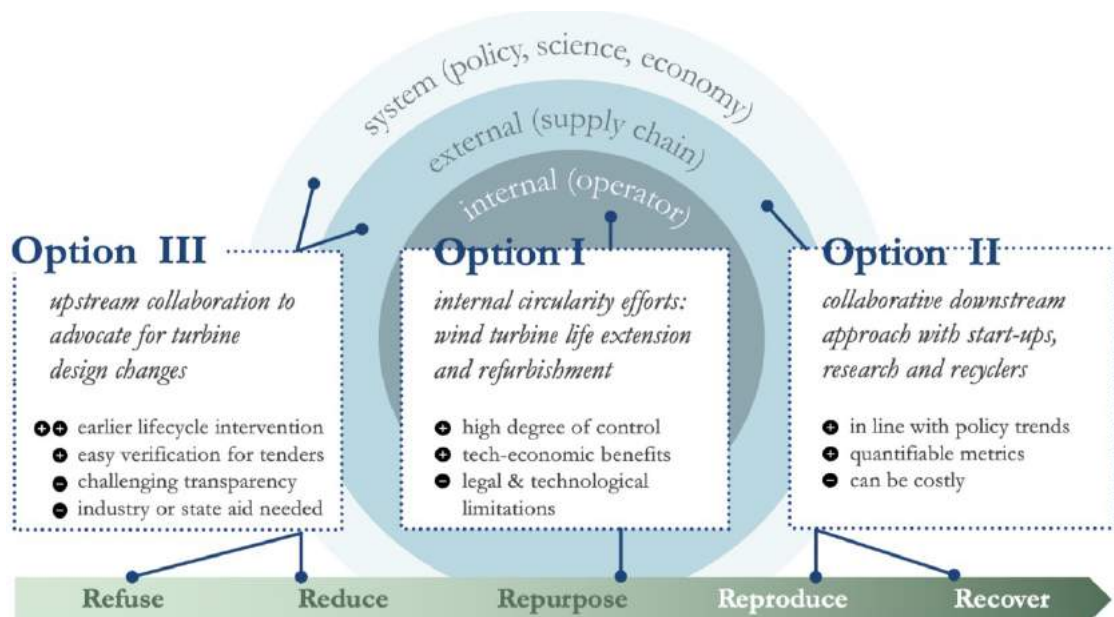 system (policy, science, economy)
external (supply chain)
internal (operator)
Option III
upstream collaboration to
advocate for turbine
design changes
++ earlier lifecycle intervention
+ easy verification for tenders
- challenging transparency
- industry or state aid needed
Option I
internal circularity efforts:
wind turbine life extension
and refurbishment
+ high degree of control
+ tech-economic benefits
- legal & technological
limitations
Option II
collaborative downstream
approach with start-ups,
research and recyclers
+ in line with policy trends
+ quantifiable metrics
- can be costly
Refuse
Reduce
Repurpose
Reproduce
Recover